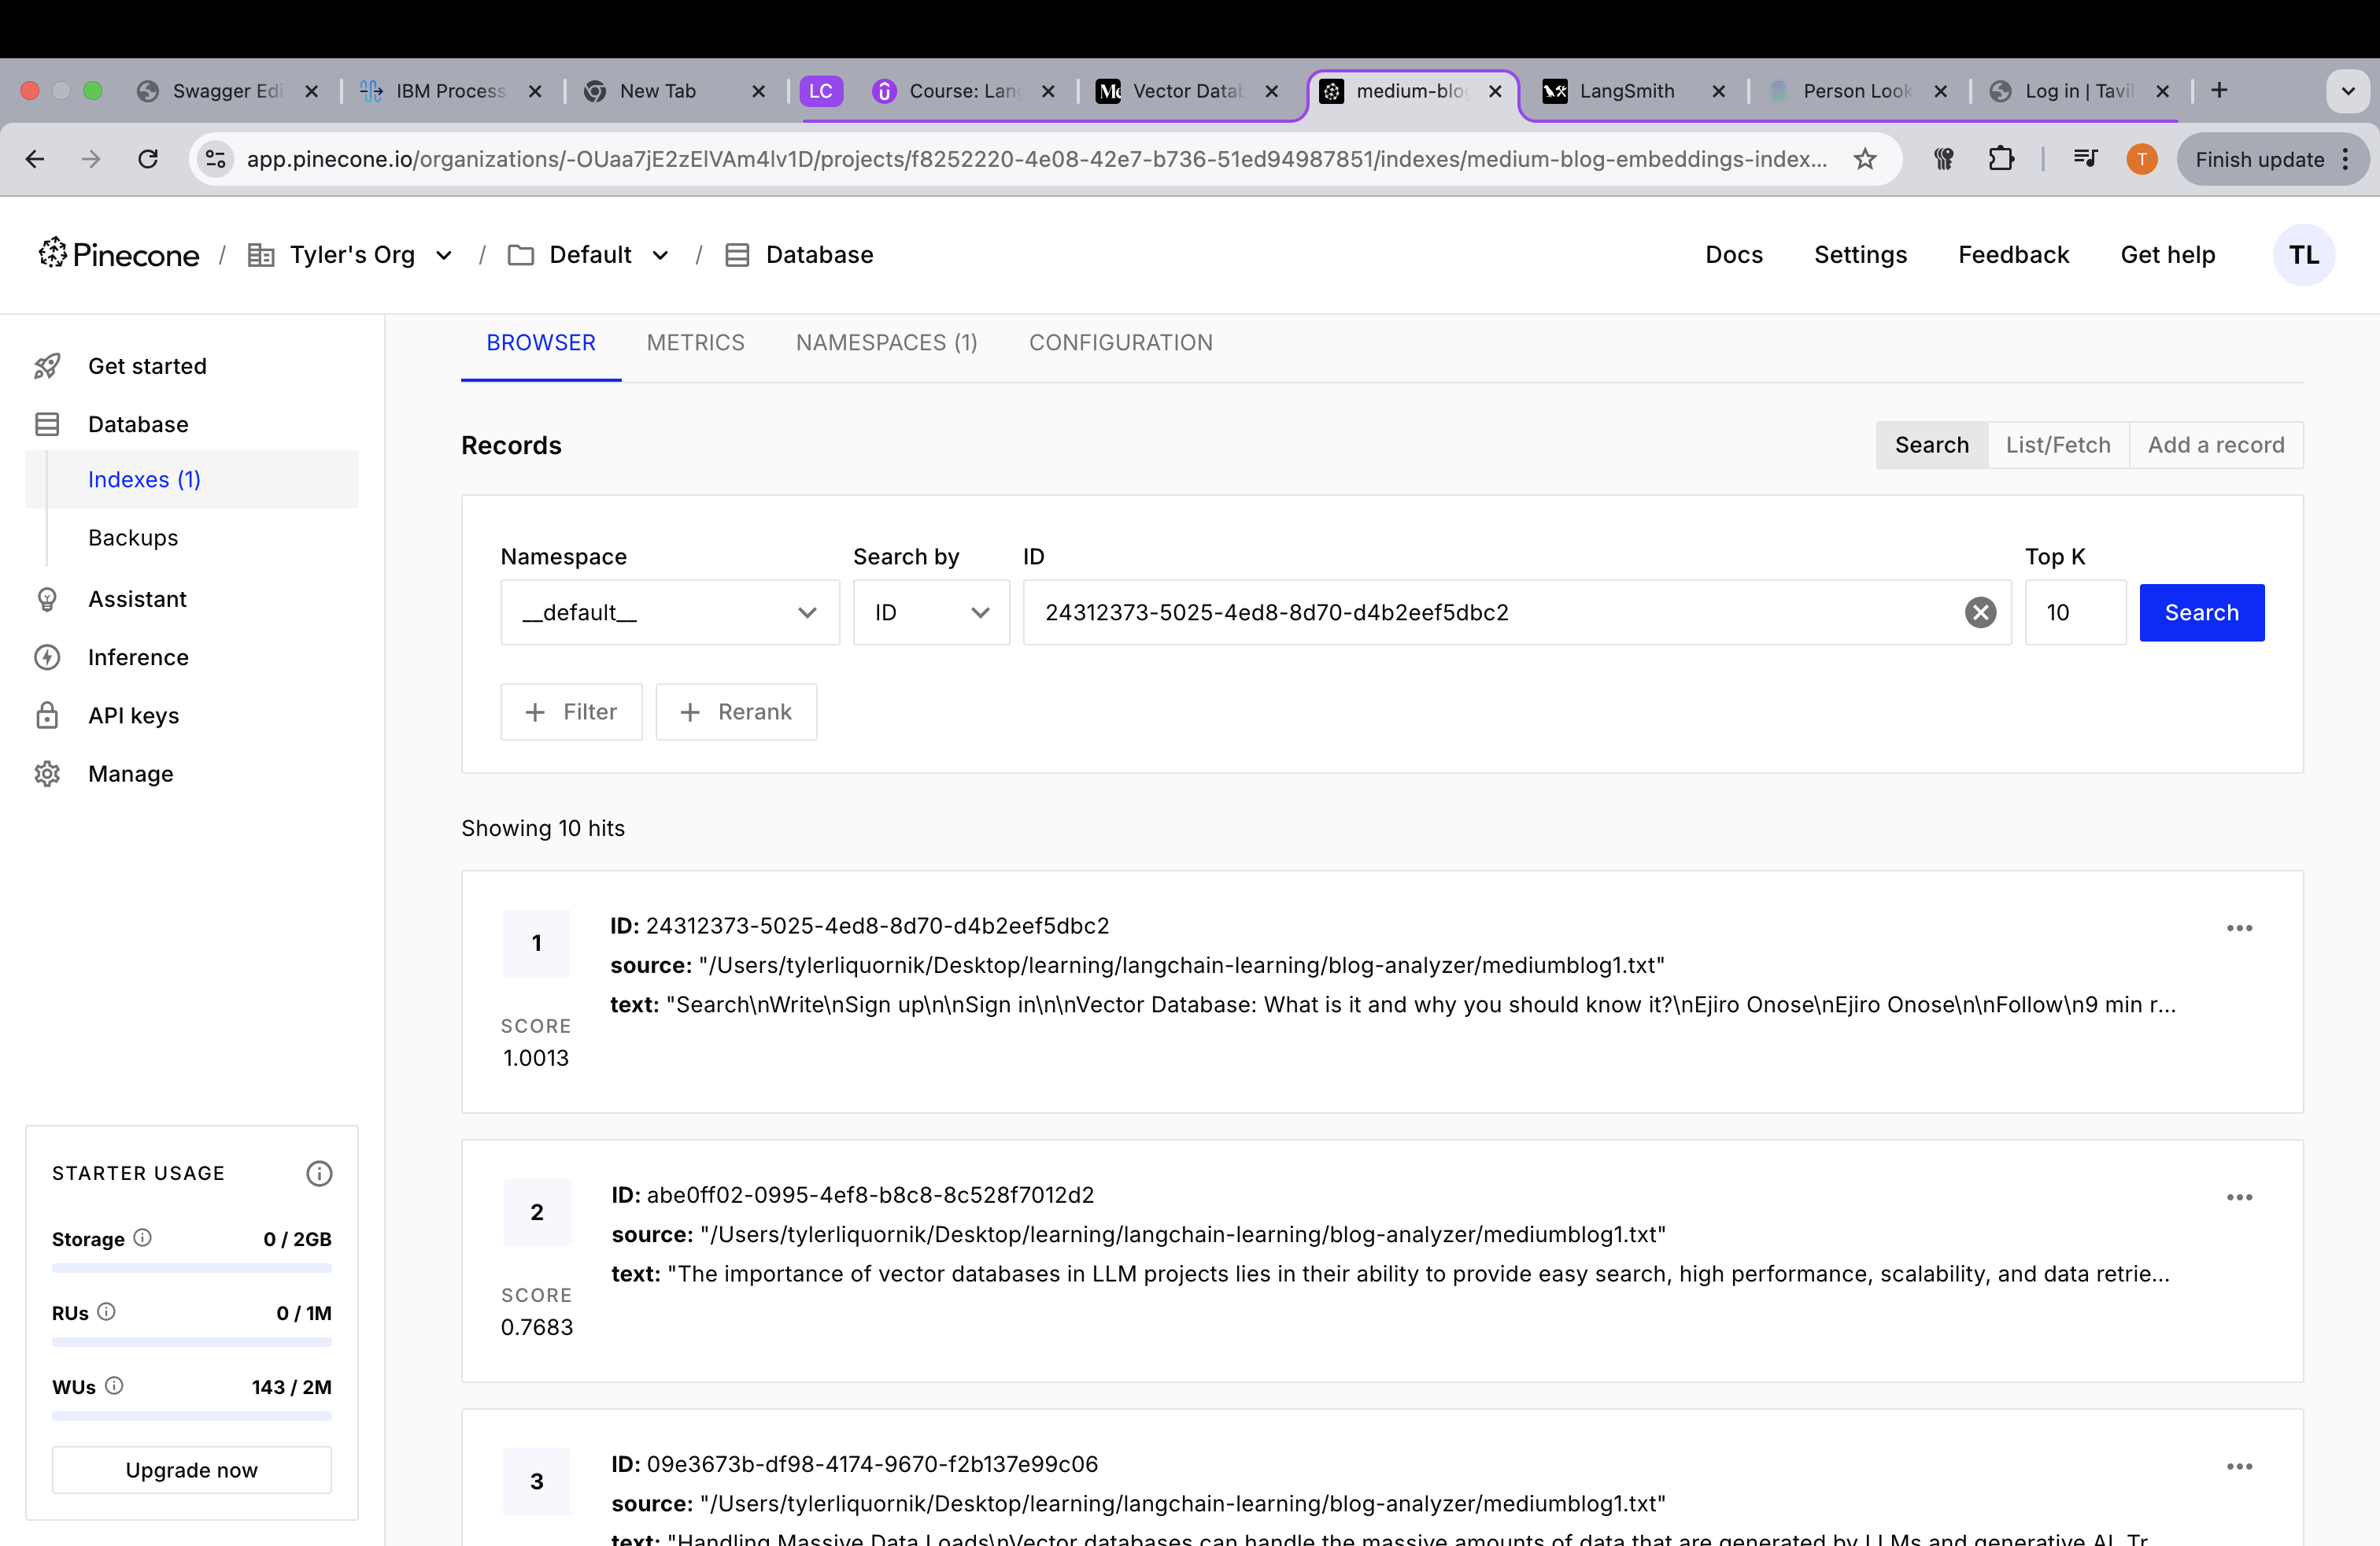 Swagger Edi
IBM Process
New Tab
LC
Course: Lang
Vector Datab
medium-blog
LangSmith
Person Look
Log in | Tavil
app.pinecone.io/organizations/-OUaa7jE2zElVAm4lv1D/projects/f8252220-4e08-42e7-b736-51ed94987851/indexes/medium-blog-embeddings-index...
T
Finish update
Pinecone / Tyler's Org / Default / Database
Docs
Settings
Feedback
Get help
TL
Get started
Database
Indexes (1)
Backups
Assistant
Inference
API keys
Manage
STARTER USAGE
Storage 0 / 2GB
RUs 0 / 1M
WUs 143 / 2M
Upgrade now
BROWSER
METRICS
NAMESPACES (1)
CONFIGURATION
Records
Search
List/Fetch
Add a record
Namespace
Search by
ID
Top K
__default__
ID
24312373-5025-4ed8-8d70-d4b2eef5dbc2
10
Search
+ Filter
+ Rerank
Showing 10 hits
1
SCORE
1.0013
ID: 24312373-5025-4ed8-8d70-d4b2eef5dbc2
source: "/Users/tylerliquornik/Desktop/learning/langchain-learning/blog-analyzer/mediumblog1.txt"
text: "Search\nWrite\nSign up\n\nSign in\n\nVector Database: What is it and why you should know it?\nEjiro Onose\nEjiro Onose\n\nFollow\n9 min r...
2
SCORE
0.7683
ID: abe0ff02-0995-4ef8-b8c8-8c528f7012d2
source: "/Users/tylerliquornik/Desktop/learning/langchain-learning/blog-analyzer/mediumblog1.txt"
text: "The importance of vector databases in LLM projects lies in their ability to provide easy search, high performance, scalability, and data retrie...
3
ID: 09e3673b-df98-4174-9670-f2b137e99c06
source: "/Users/tylerliquornik/Desktop/learning/langchain-learning/blog-analyzer/mediumblog1.txt"
text: "Handling Massive Data Loads\nVector databases can handle the massive amounts of data that are generated by LLMs and generative AI. Tr...